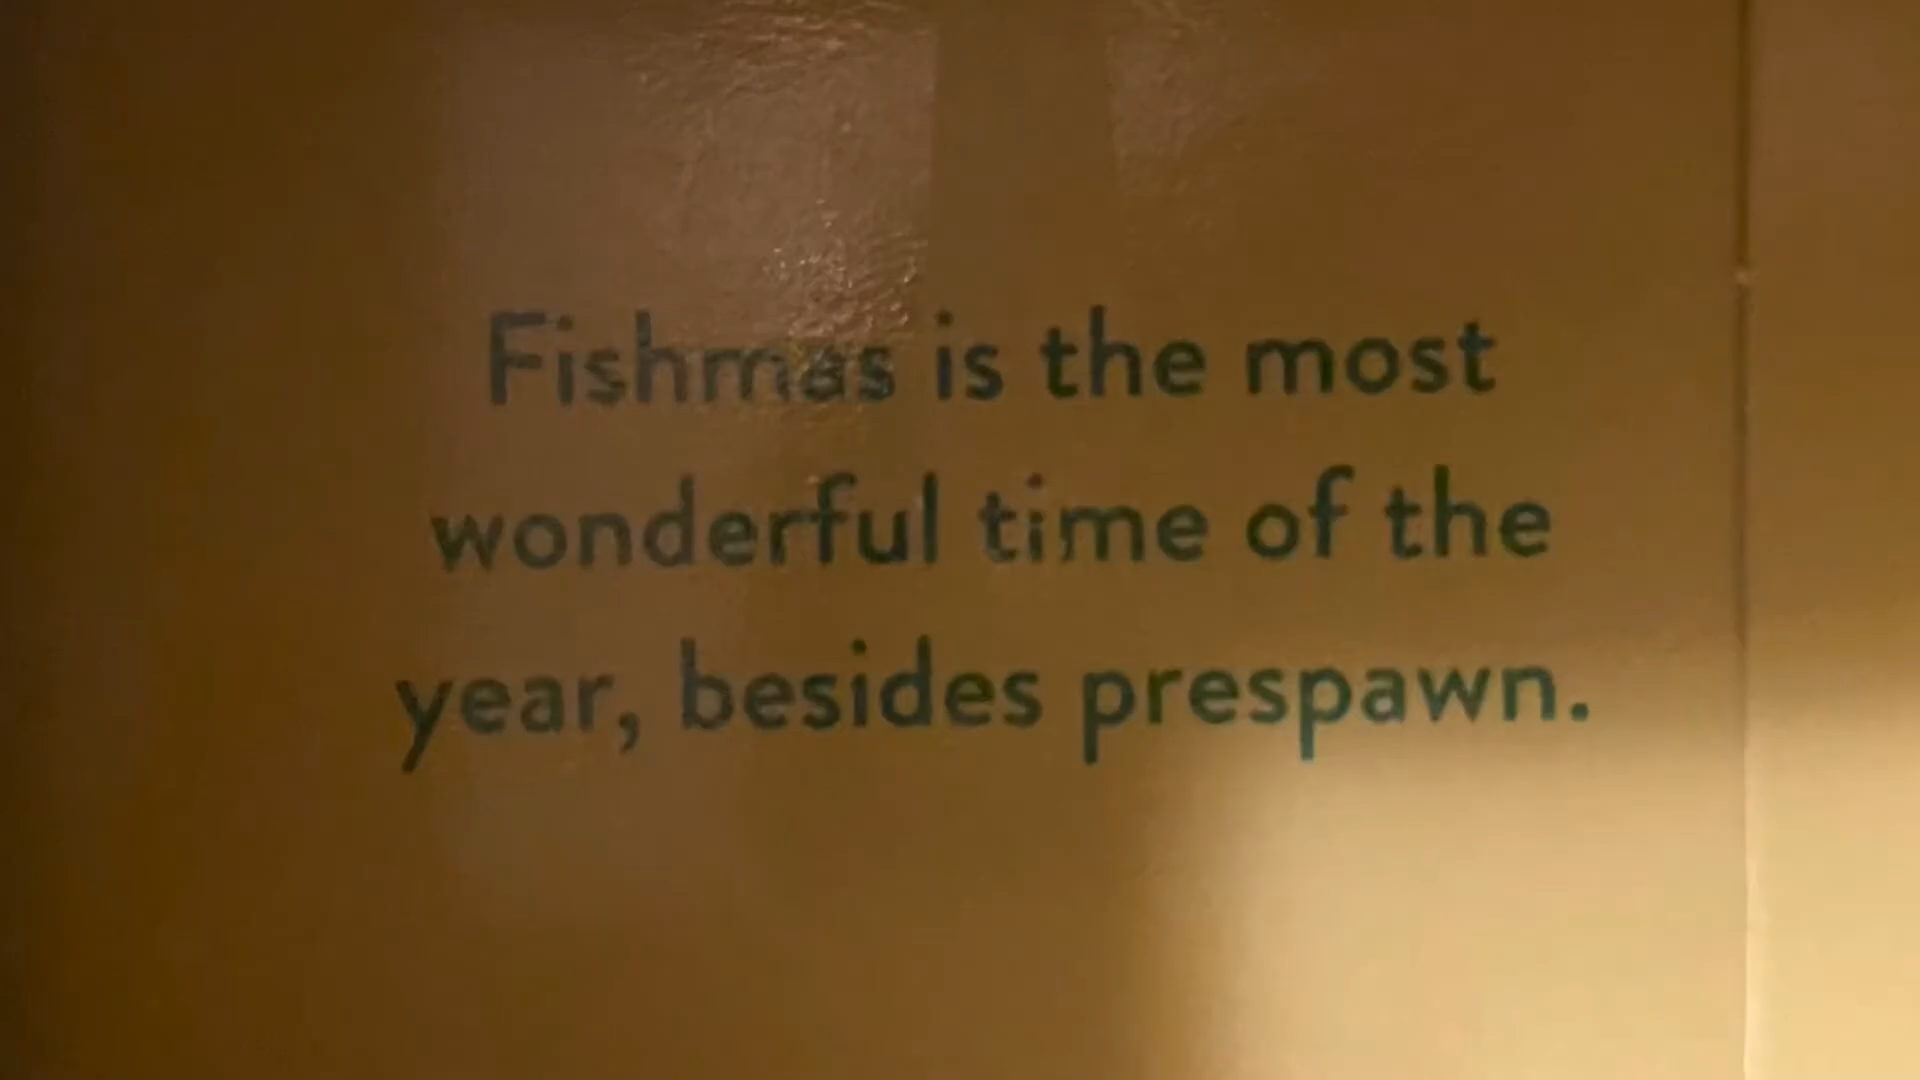 Fishmas is the most
wonderful time of the
year, besides prespawn.